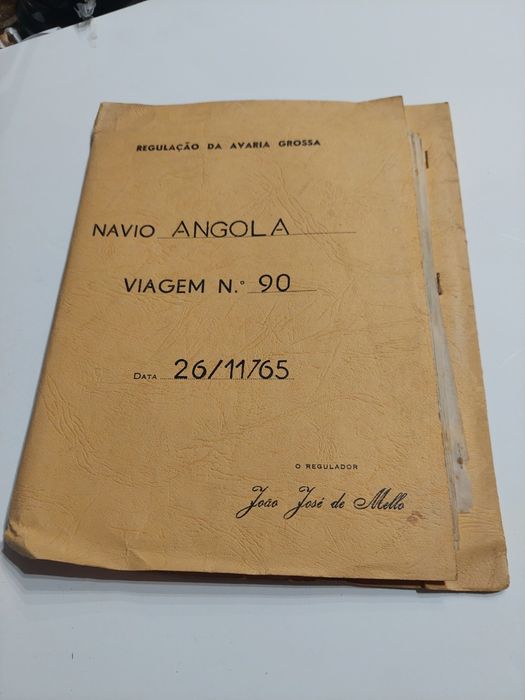 REGULAÇÃO DA AVARIA GROSSA
NAVIO ANGOLA
VIAGEM N.º 90
DATA 26/11/65
O REGULADOR
João José de Mello